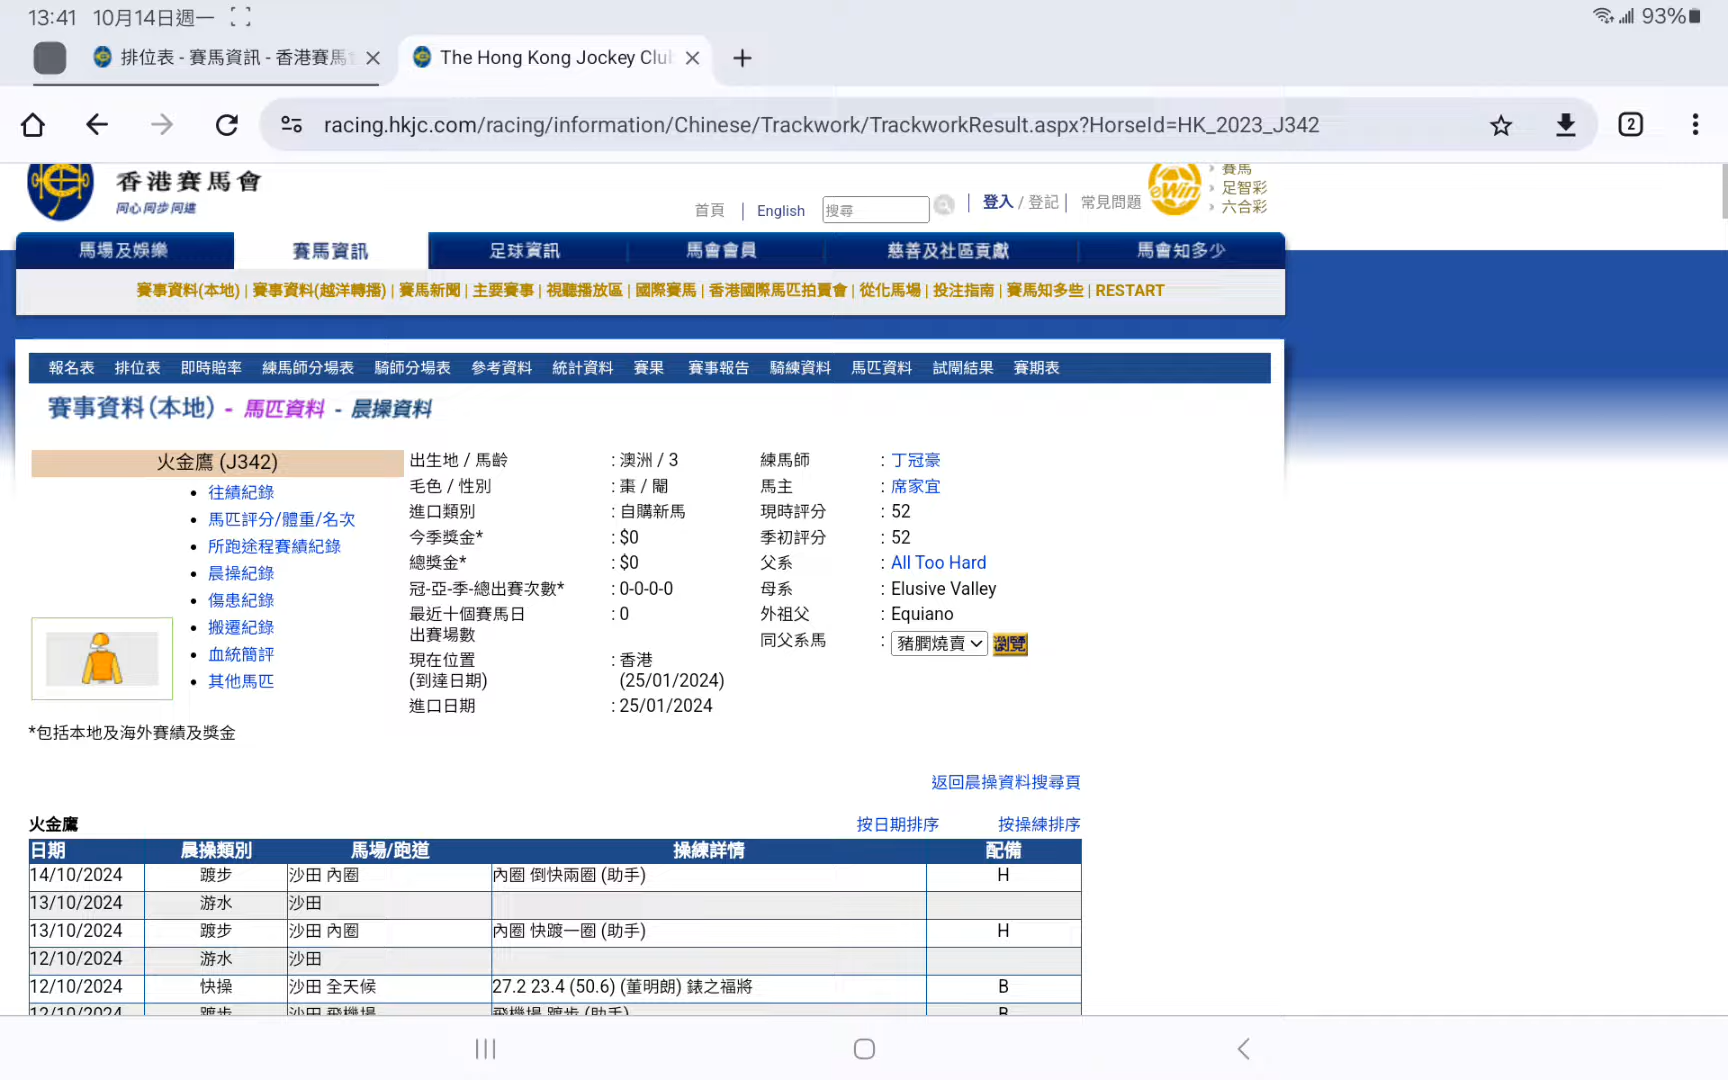 13:41 10月14日週一
93%
排位表 - 賽馬資訊 - 香港賽馬
The Hong Kong Jockey Clu
racing.hkjc.com/racing/information/Chinese/Trackwork/TrackworkResult.aspx?HorseId=HK_2023_J342
2
香港賽馬會
同心同步同進
首頁 | English 搜尋 | 登入 / 登記 | 常見問題
eWin
賽馬
足智彩
六合彩
馬場及娛樂 賽馬資訊 足球資訊 馬會會員 慈善及社區貢獻 馬會知多少
賽事資料(本地) | 賽事資料(越洋轉播) | 賽馬新聞 | 主要賽事 | 視聽播放區 | 國際賽馬 | 香港國際馬匹拍賣會 | 從化馬場 | 投注指南 | 賽馬知多些 | RESTART
報名表 排位表 即時賠率 練馬師分場表 騎師分場表 參考資料 統計資料 賽果 賽事報告 騎練資料 馬匹資料 試閘結果 賽期表
賽事資料(本地) - 馬匹資料 - 晨操資料
火金鷹 (J342)
往績紀錄
馬匹評分/體重/名次
所跑途程賽績紀錄
晨操紀錄
傷患紀錄
搬遷紀錄
血統簡評
其他馬匹
出生地 / 馬齡 : 澳洲 / 3
毛色 / 性別 : 棗 / 閹
進口類別 : 自購新馬
今季獎金* : $0
總獎金* : $0
冠-亞-季-總出賽次數* : 0-0-0-0
最近十個賽馬日 : 0
出賽場數
現在位置 : 香港
(到達日期) (25/01/2024)
進口日期 : 25/01/2024
練馬師 : 丁冠豪
馬主 : 席家宜
現時評分 : 52
季初評分 : 52
父系 : All Too Hard
母系 : Elusive Valley
外祖父 : Equiano
同父系馬 : 豬膶燒賣 瀏覽
*包括本地及海外賽績及獎金
返回晨操資料搜尋頁
火金鷹 按日期排序 按操練排序
日期 晨操類別 馬場/跑道 操練詳情 配備
14/10/2024 踱步 沙田 內圈 內圈 倒快兩圈 (助手) H
13/10/2024 游水 沙田
13/10/2024 踱步 沙田 內圈 內圈 快踱一圈 (助手) H
12/10/2024 游水 沙田
12/10/2024 快操 沙田 全天候 27.2 23.4 (50.6) (董明朗) 錶之福將 B
12/10/2024 踱步 沙田 飛機場 飛機場 踱步 (助手) B